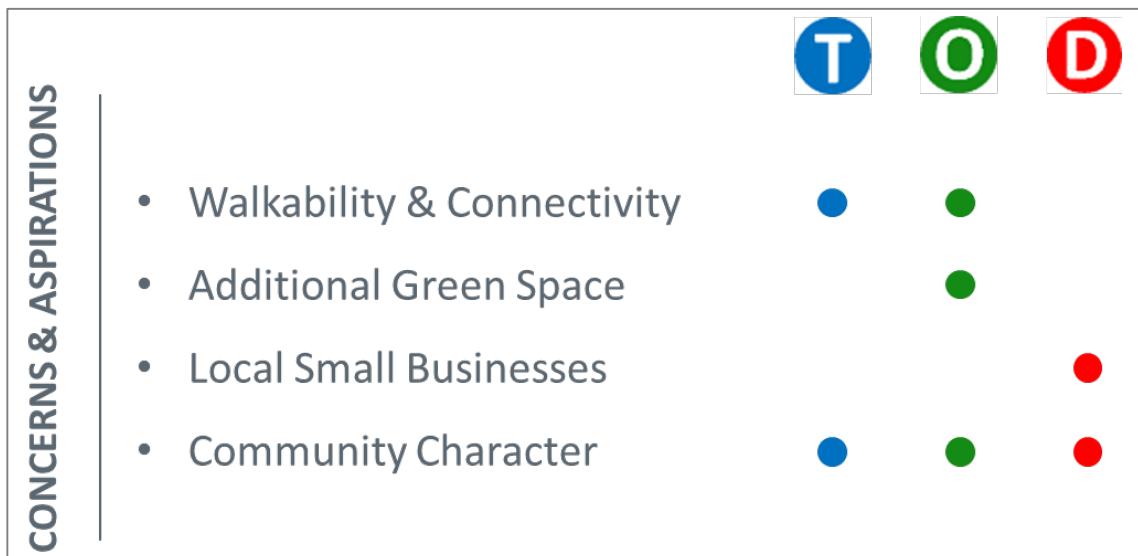 T O D
CONCERNS & ASPIRATIONS
• Walkability & Connectivity
• Additional Green Space
• Local Small Businesses
• Community Character